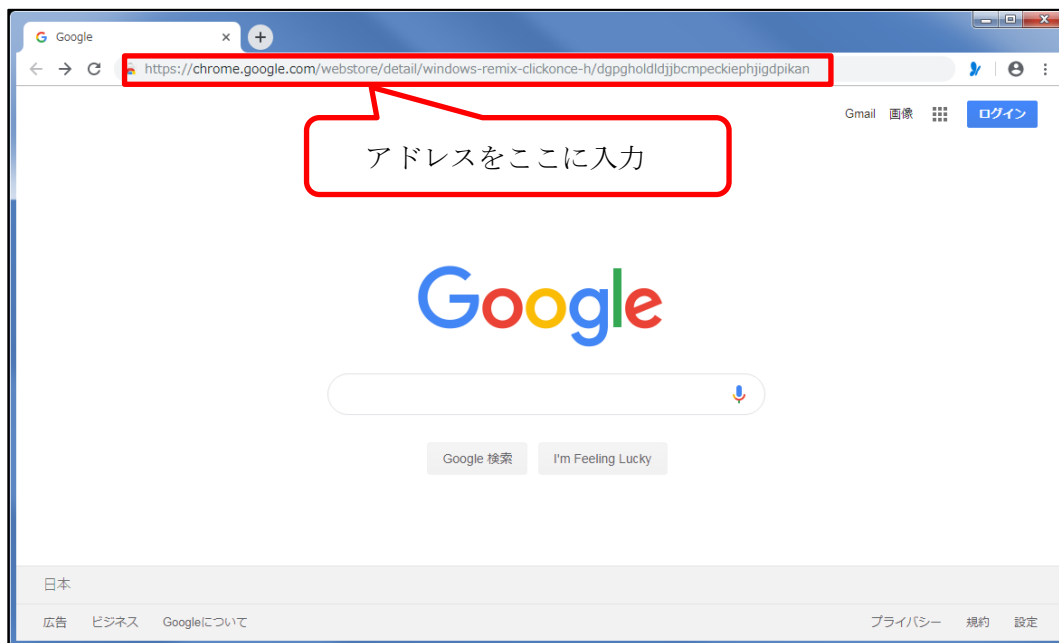 Google
https://chrome.google.com/webstore/detail/windows-remix-clickonce-h/dgpgholdldjjbcmpeckiephjigdpikan
Gmail 画像 ログイン
アドレスをここに入力
Google
Google 検索 I'm Feeling Lucky
日本
広告 ビジネス Googleについて プライバシー 規約 設定